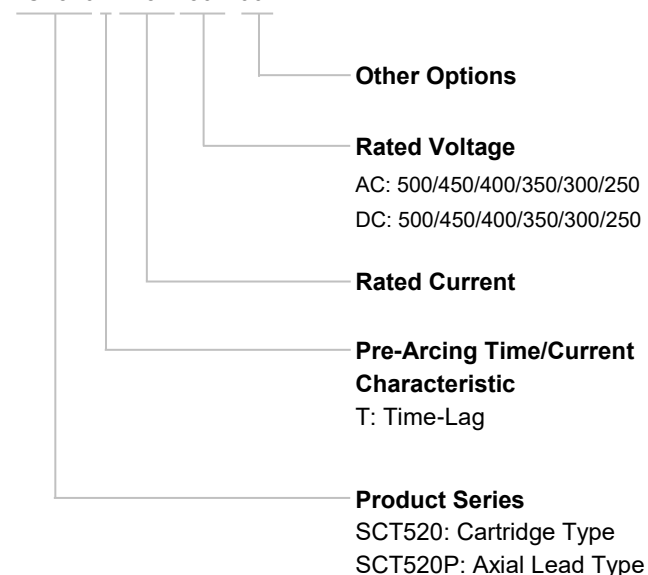 Other Options
Rated Voltage
AC: 500/450/400/350/300/250
DC: 500/450/400/350/300/250
Rated Current
Pre-Arcing Time/Current
Characteristic
T: Time-Lag
Product Series
SCT520: Cartridge Type
SCT520P: Axial Lead Type